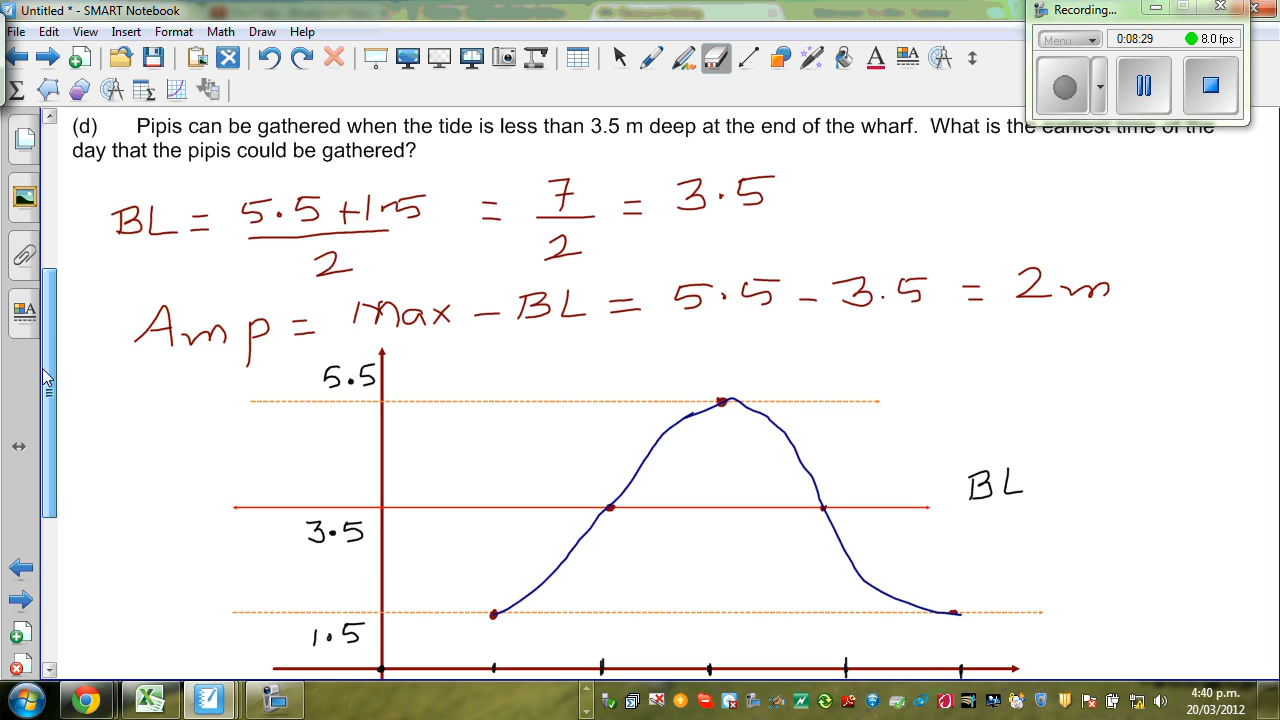 Untitled * - SMART Notebook
Recording...
File Edit View Insert Format Math Draw Help
Menu 0:08:29 8.0 fps
(d) Pipis can be gathered when the tide is less than 3.5 m deep at the end of the wharf. What is the earliest time of the
day that the pipis could be gathered?
BL = 5.5 + 1.5 / 2 = 7 / 2 = 3.5
Amp = max - BL = 5.5 - 3.5 = 2m
5.5
BL
3.5
1.5
4:40 p.m.
20/03/2012